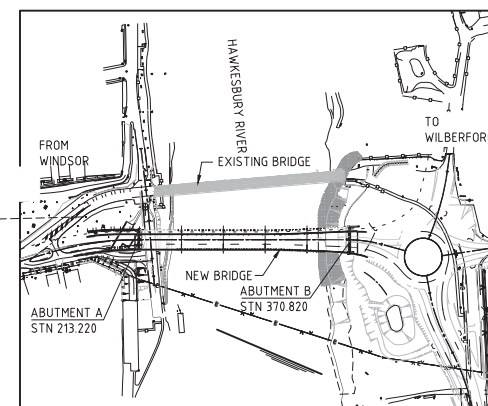 HAWKESBURY RIVER
TO
WILBERFOR
FROM
WINDSOR
EXISTING BRIDGE
NEW BRIDGE
ABUTMENT A
STN 213.220
ABUTMENT B
STN 370.820